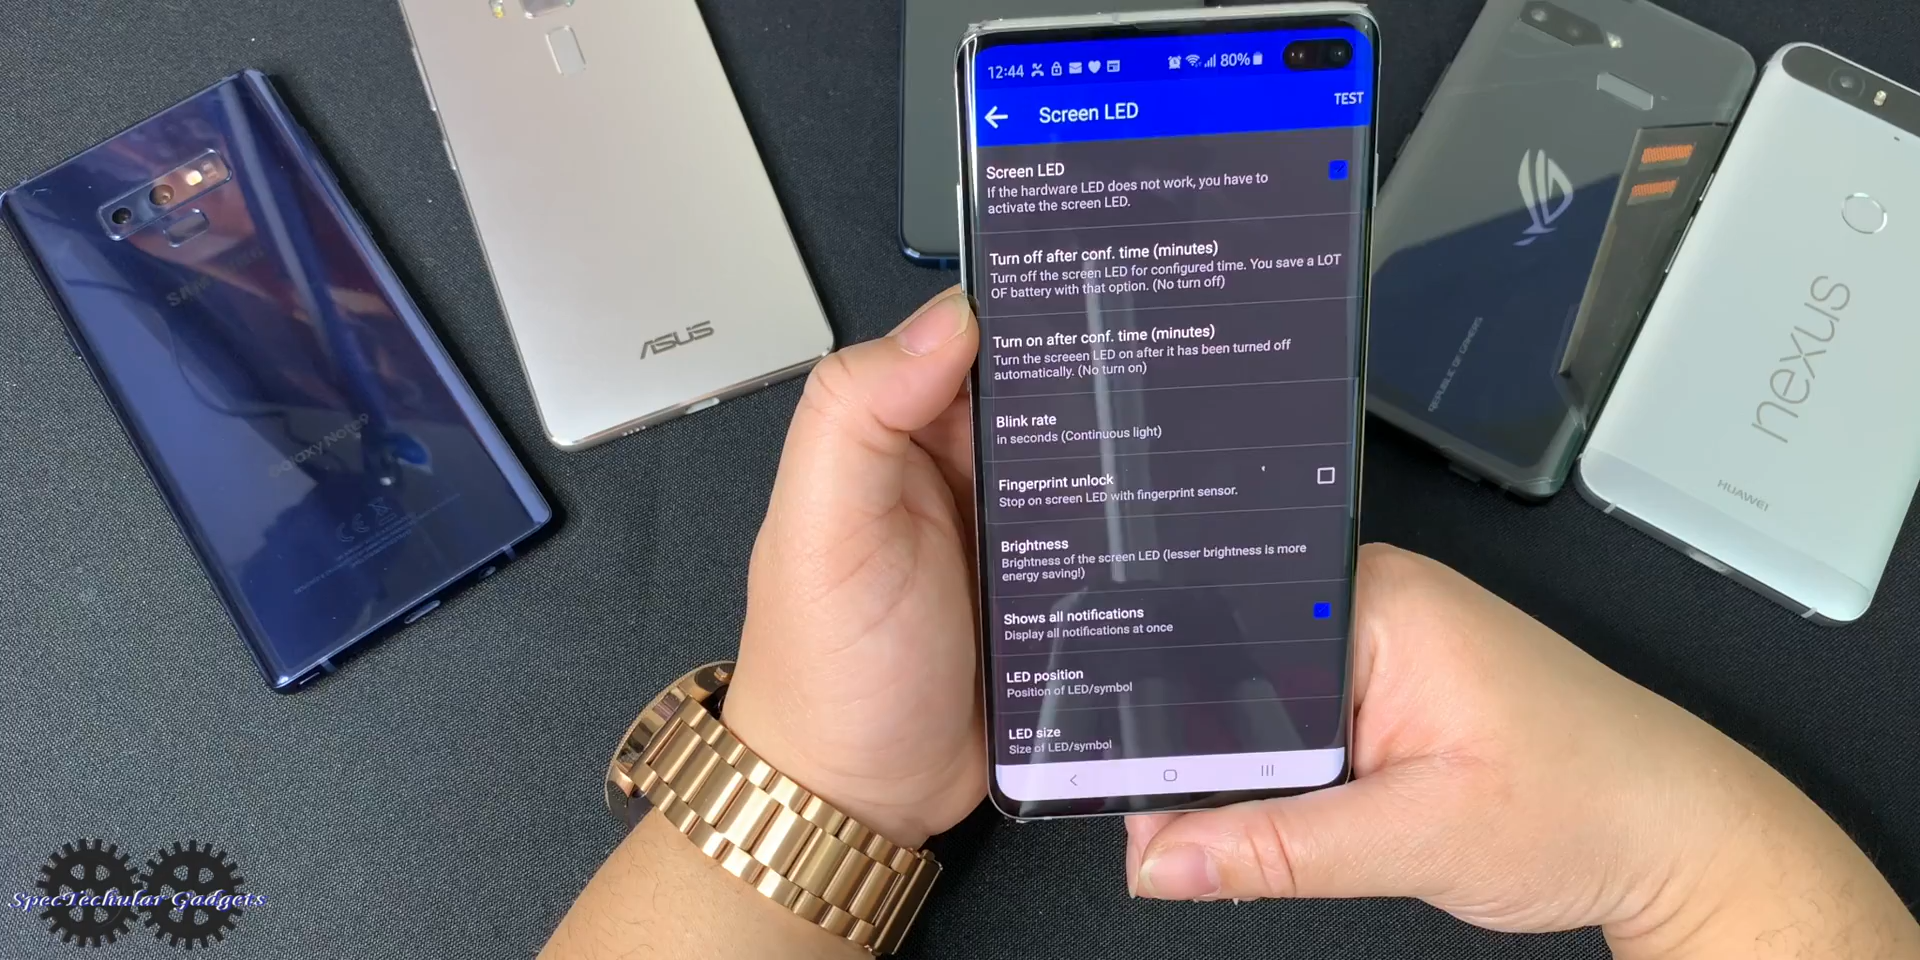 12:44
80%
Screen LED
TEST
Screen LED
If the hardware LED does not work, you have to
activate the screen LED.
Turn off after conf. time (minutes)
Turn off the screen LED for configured time. You save a LOT
OF battery with that option. (No turn off)
Turn on after conf. time (minutes)
Turn the screeen LED on after it has been turned off
automatically. (No turn on)
Blink rate
in seconds (Continuous light)
Fingerprint unlock
Stop on screen LED with fingerprint sensor.
Brightness
Brightness of the screen LED (lesser brightness is more
energy saving!)
Shows all notifications
Display all notifications at once
LED position
Position of LED/symbol
LED size
Size of LED/symbol
SAMSUNG
Galaxy Note9
ASUS
REPUBLIC OF GAMERS
nexus
HUAWEI
SpecTechular Gadgets